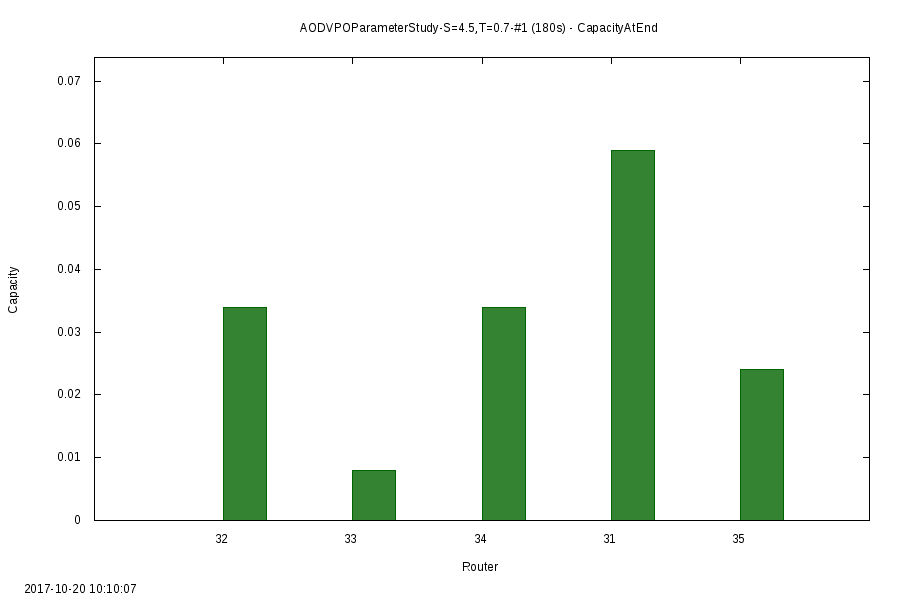 AODVPOParameterStudy-S=4.5,T=0.7-#1 (180s) - CapacityAtEnd
0.07
0.06
0.05
0.04
0.03
0.02
0.01
0
Capacity
32 33 34 31 35
Router
2017-10-20 10:10:07